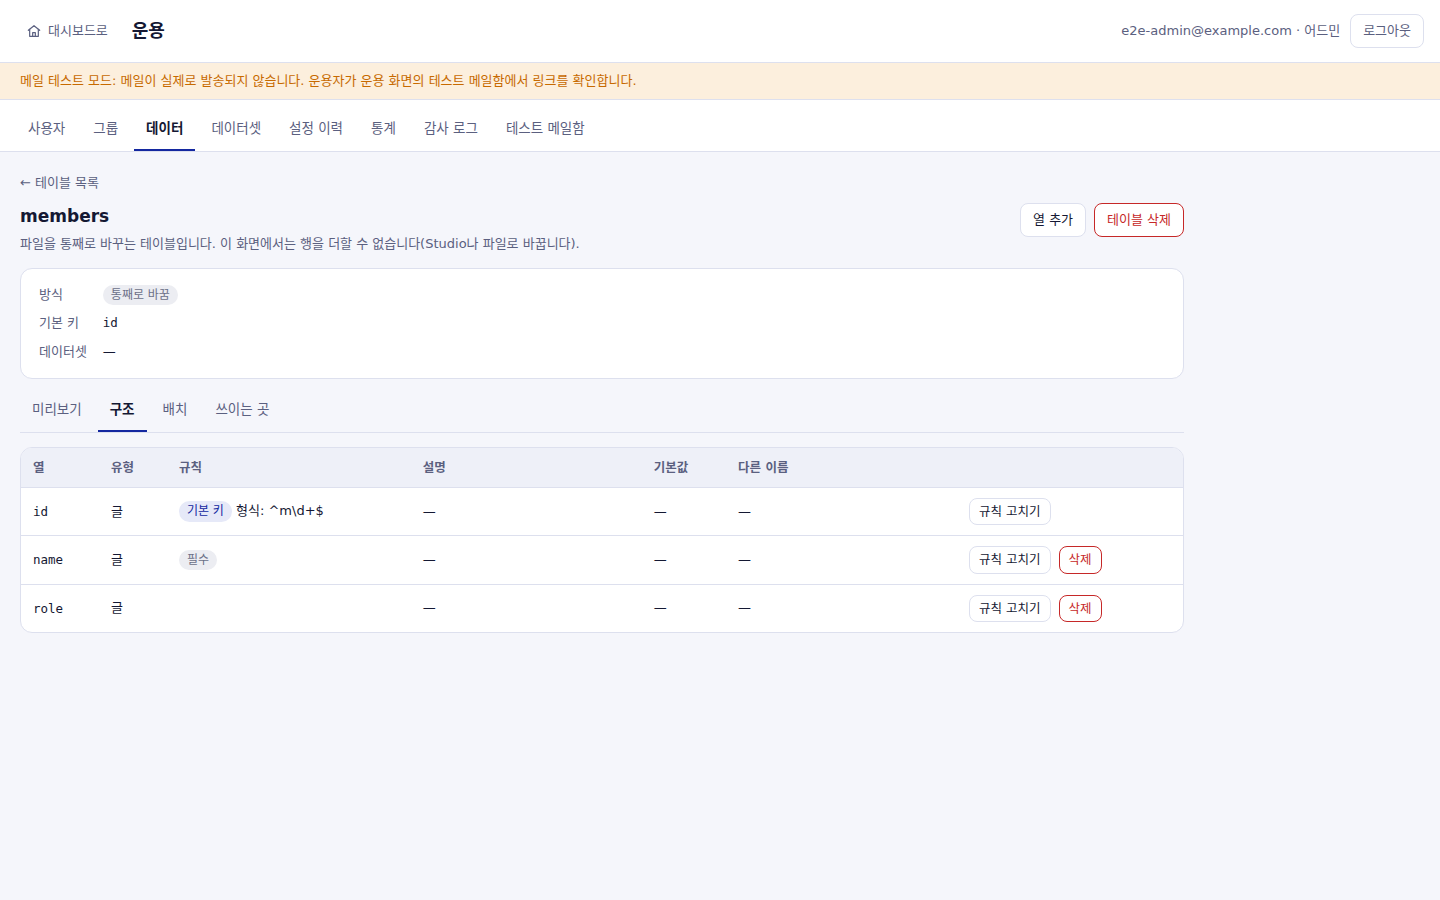 대시보드로 운용 e2e-admin@example.com · 어드민 로그아웃
메일 테스트 모드: 메일이 실제로 발송되지 않습니다. 운용자가 운용 화면의 테스트 메일함에서 링크를 확인합니다.
사용자 그룹 데이터 데이터셋 설정 이력 통계 감사 로그 테스트 메일함
← 테이블 목록
members 열 추가 테이블 삭제
파일을 통째로 바꾸는 테이블입니다. 이 화면에서는 행을 더할 수 없습니다(Studio나 파일로 바꿉니다).
방식 통째로 바꿈
기본 키 id
데이터셋 —
미리보기 구조 배치 쓰이는 곳
열 유형 규칙 설명 기본값 다른 이름
id 글 기본 키 형식: ^m\d+$ — — — 규칙 고치기
name 글 필수 — — — 규칙 고치기 삭제
role 글 — — — 규칙 고치기 삭제